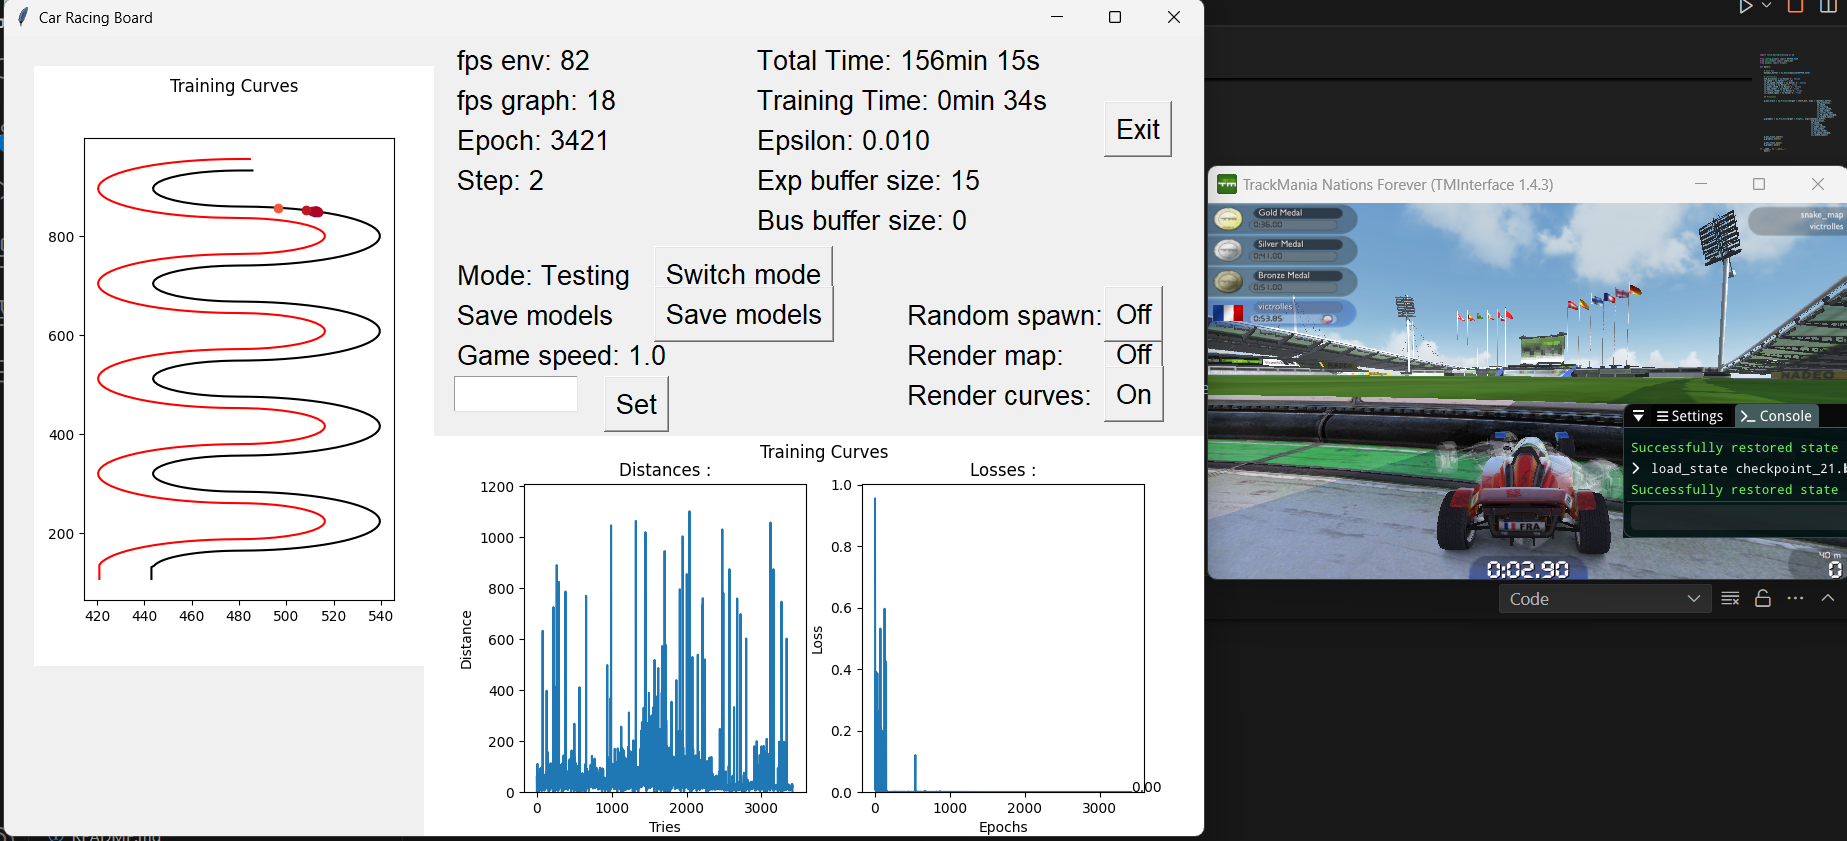 Car Racing Board
Training Curves
800
600
400
200
420 440 460 480 500 520 540
fps env: 82
fps graph: 18
Epoch: 3421
Step: 2
Total Time: 156min 15s
Training Time: 0min 34s
Epsilon: 0.010
Exp buffer size: 15
Bus buffer size: 0
Exit
Mode: Testing
Switch mode
Save models
Save models
Game speed: 1.0
Set
Random spawn: Off
Render map: Off
Render curves: On
Training Curves
Distances :
1200
1000
800
600
400
200
0
Distance
0 1000 2000 3000
Tries
Losses :
1.0
0.8
0.6
0.4
0.2
0.0
Loss
0.00
0 1000 2000 3000
Epochs
TrackMania Nations Forever (TMInterface 1.4.3)
Gold Medal
0:36.00
Silver Medal
0:41.00
Bronze Medal
0:51.00
victrolles
0:53.85
snake_map
victrolles
NADEO
Settings
Console
Successfully restored state
load_state checkpoint_21.b
Successfully restored state
FRA
0:02.90
40 m
0
Code
README.md